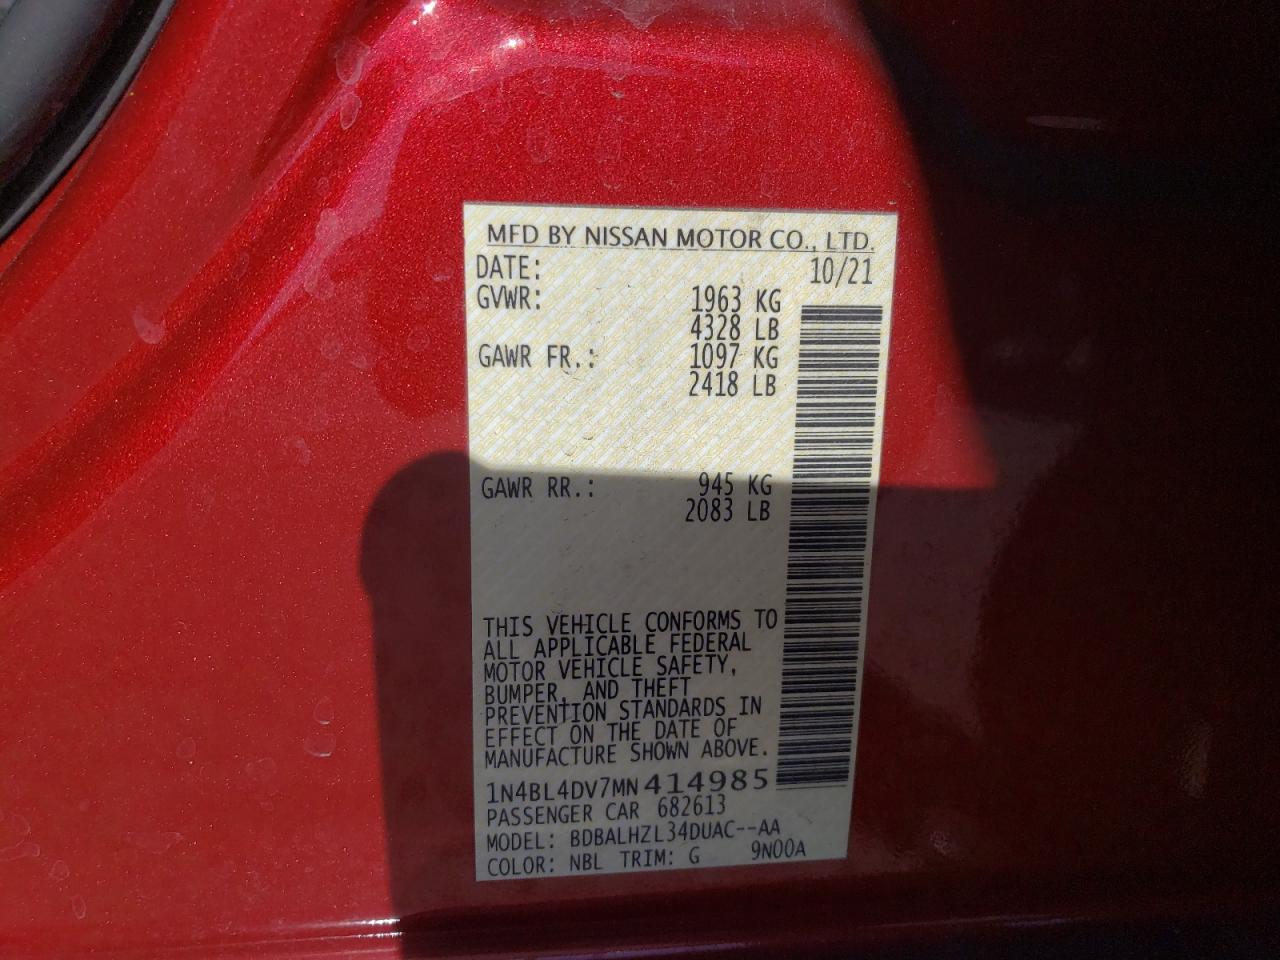 MFD BY NISSAN MOTOR CO., LTD.
DATE: 10/21
GVWR: 1963 KG
4328 LB
GAWR FR.: 1097 KG
2418 LB
GAWR RR.: 945 KG
2083 LB
THIS VEHICLE CONFORMS TO
ALL APPLICABLE FEDERAL
MOTOR VEHICLE SAFETY,
BUMPER, AND THEFT
PREVENTION STANDARDS IN
EFFECT ON THE DATE OF
MANUFACTURE SHOWN ABOVE.
1N4BL4DV7MN414985
PASSENGER CAR 682613
MODEL: BDBALHZL34DUAC--AA
COLOR: NBL TRIM: G 9N00A